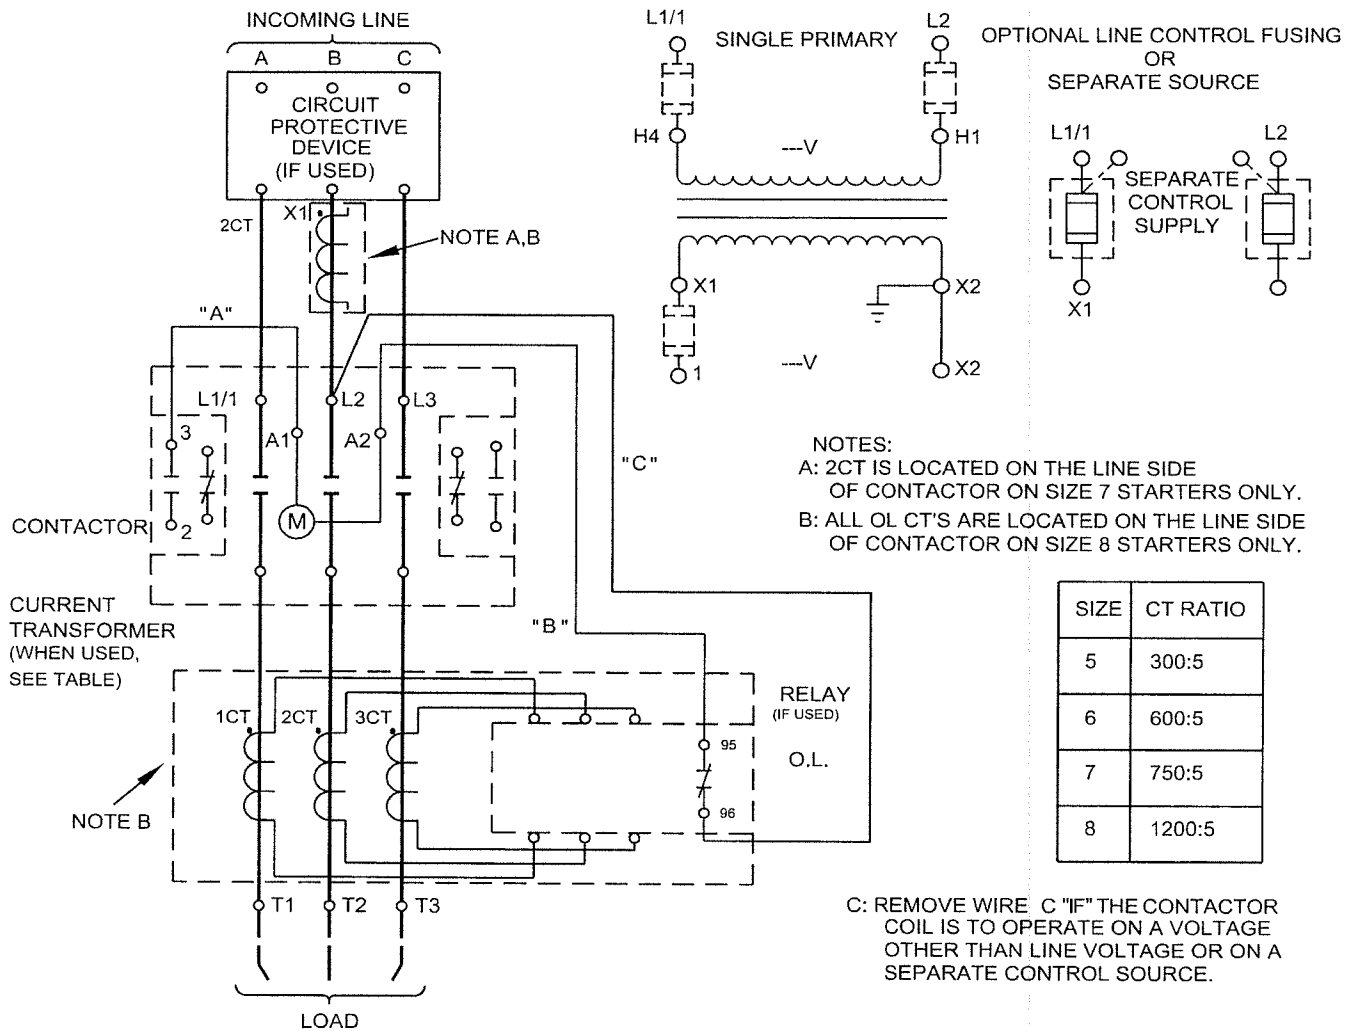 INCOMING LINE
A B C
CIRCUIT
PROTECTIVE
DEVICE
(IF USED)
2CT
X1
NOTE A,B
"A"
L1/1
L2
L3
3
A1
A2
2
M
CONTACTOR
"C"
"B"
CURRENT
TRANSFORMER
(WHEN USED,
SEE TABLE)
1CT
2CT
3CT
RELAY
(IF USED)
O.L.
95
96
NOTE B
T1
T2
T3
LOAD
L1/1
L2
SINGLE PRIMARY
H4
H1
---V
X1
X2
---V
1
X2
OPTIONAL LINE CONTROL FUSING
OR
SEPARATE SOURCE
L1/1
L2
SEPARATE
CONTROL
SUPPLY
X1
NOTES:
A: 2CT IS LOCATED ON THE LINE SIDE
OF CONTACTOR ON SIZE 7 STARTERS ONLY.
B: ALL OL CT'S ARE LOCATED ON THE LINE SIDE
OF CONTACTOR ON SIZE 8 STARTERS ONLY.
SIZE CT RATIO
5 300:5
6 600:5
7 750:5
8 1200:5
C: REMOVE WIRE C "IF" THE CONTACTOR
COIL IS TO OPERATE ON A VOLTAGE
OTHER THAN LINE VOLTAGE OR ON A
SEPARATE CONTROL SOURCE.